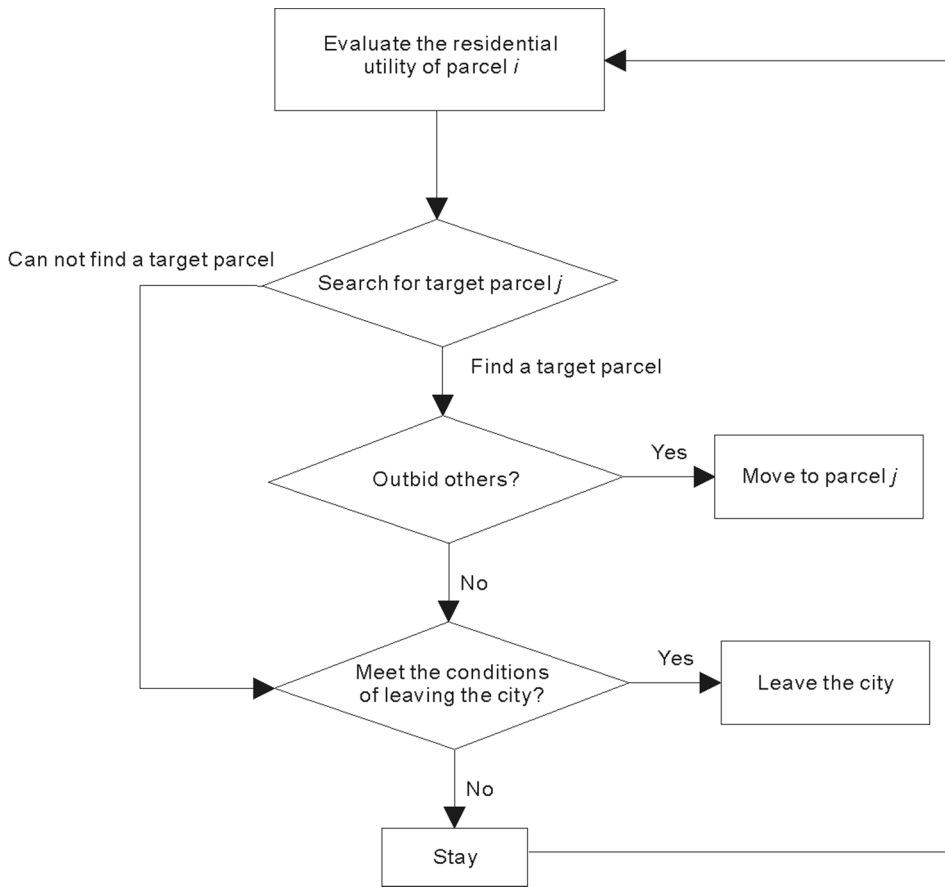 Evaluate the residential
utility of parcel i
Can not find a target parcel
Search for target parcel j
Find a target parcel
Outbid others?
Yes
Move to parcel j
No
Meet the conditions
of leaving the city?
Yes
Leave the city
No
Stay